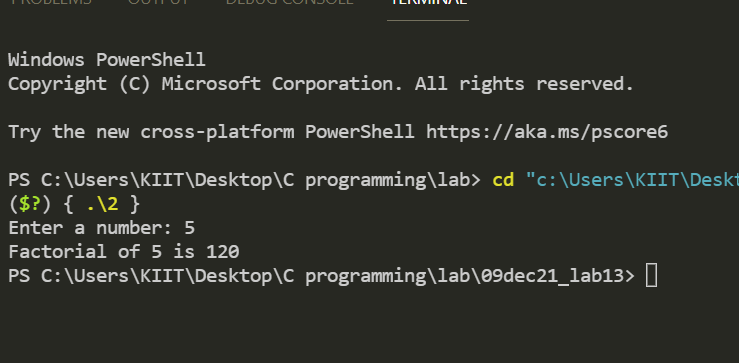 PROBLEMS OUTPUT DEBUG CONSOLE TERMINAL
Windows PowerShell
Copyright (C) Microsoft Corporation. All rights reserved.
Try the new cross-platform PowerShell https://aka.ms/pscore6
PS C:\Users\KIIT\Desktop\C programming\lab> cd "c:\Users\KIIT\Deskt
($?) { .\2 }
Enter a number: 5
Factorial of 5 is 120
PS C:\Users\KIIT\Desktop\C programming\lab\09dec21_lab13>